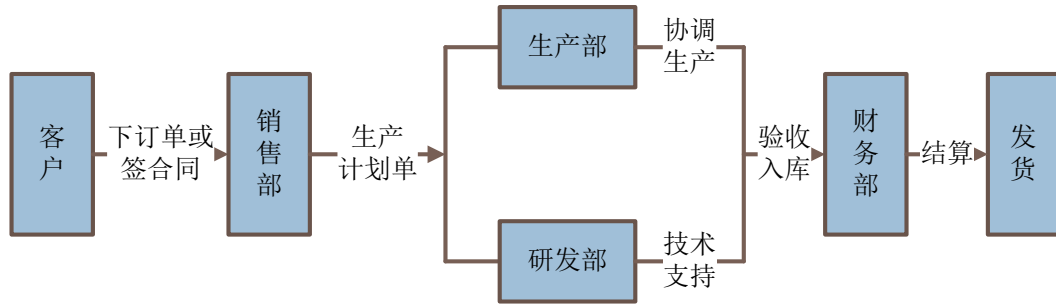 客户
下订单或
签合同
销售部
生产
计划单
生产部
协调
生产
研发部
技术
支持
验收
入库
财务部
结算
发货